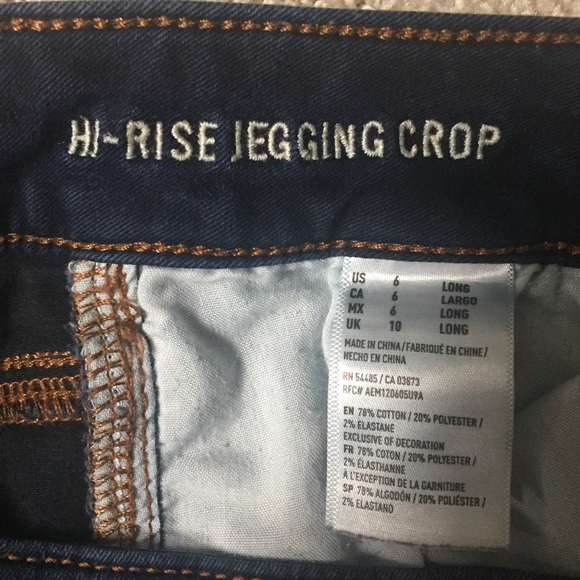 HI-RISE JEGGING CROP
US 6 LONG
CA 6 LARGO
MX 6 LONG
UK 10 LONG
MADE IN CHINA/FABRIQUÉ EN CHINE/
HECHO EN CHINA
RN 54485/CA 03873
RFC# AEM120605U9A
EN 78% COTTON / 20% POLYESTER /
2% ELASTANE
EXCLUSIVE OF DECORATION
FR 78% COTON / 20% POLYESTER /
2% ÉLASTHANNE
À L'EXCEPTION DE LA GARNITURE
SP 78% ALGODÓN / 20% POLIÉSTER /
2% ELASTANO